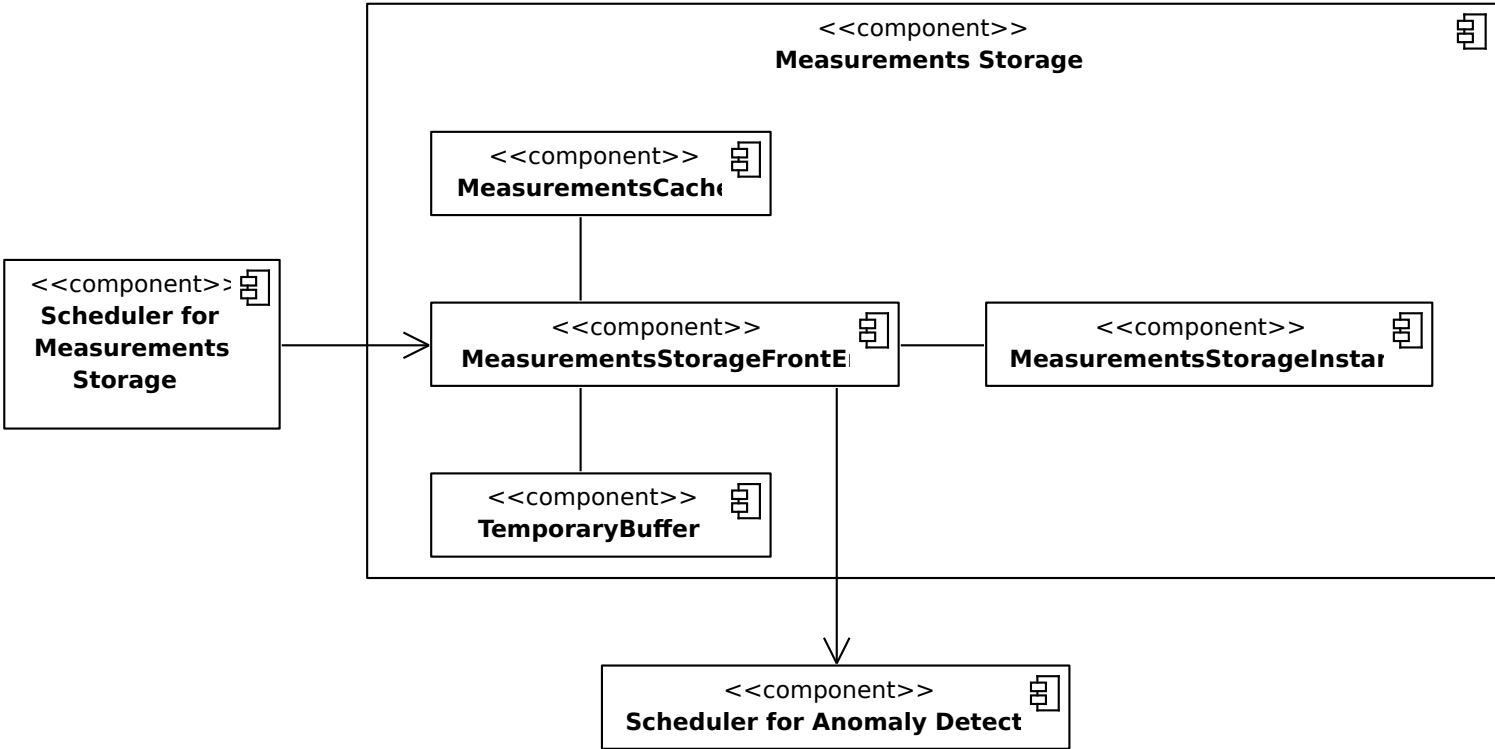 <<component>>
Measurements Storage
<<component>>
MeasurementsCache
<<component>>
Scheduler for
Measurements
Storage
<<component>>
MeasurementsStorageFrontE
<<component>>
MeasurementsStorageInstan
<<component>>
TemporaryBuffer
<<component>>
Scheduler for Anomaly Detect